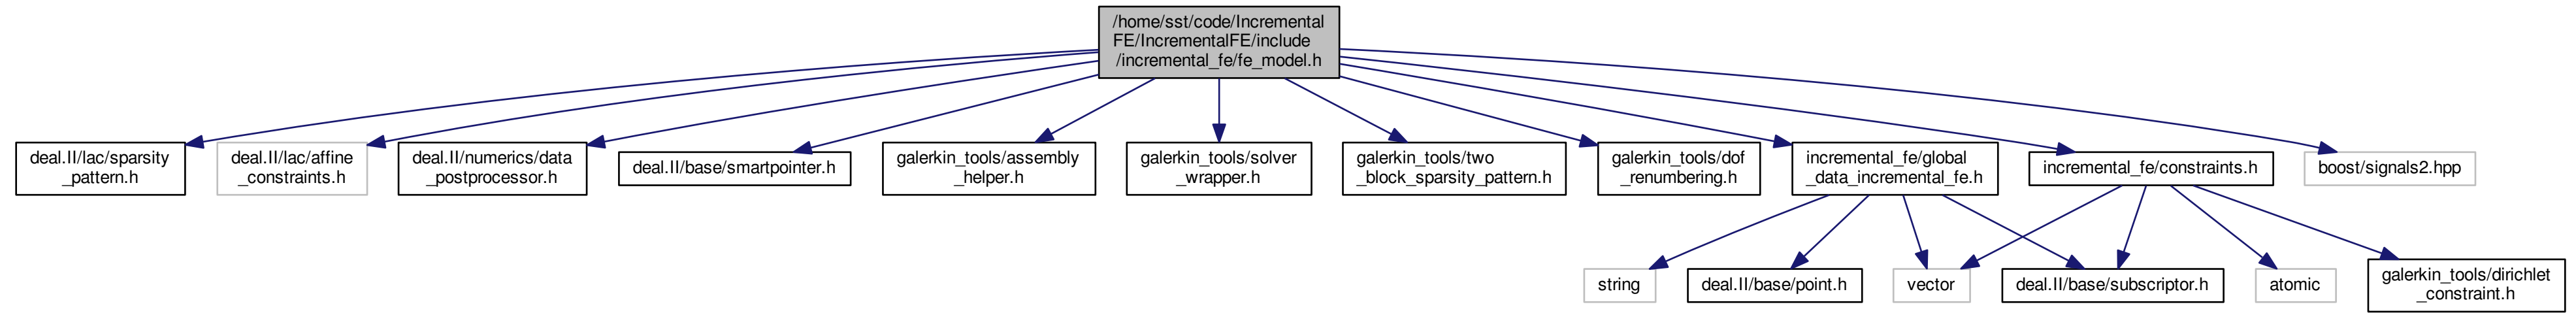 /home/sst/code/Incremental
FE/IncrementalFE/include
/incremental_fe/fe_model.h
deal.II/lac/sparsity
_pattern.h
deal.II/lac/affine
_constraints.h
deal.II/numerics/data
_postprocessor.h
deal.II/base/smartpointer.h
galerkin_tools/assembly
_helper.h
galerkin_tools/solver
_wrapper.h
galerkin_tools/two
_block_sparsity_pattern.h
galerkin_tools/dof
_renumbering.h
incremental_fe/global
_data_incremental_fe.h
incremental_fe/constraints.h
boost/signals2.hpp
string
deal.II/base/point.h
vector
deal.II/base/subscriptor.h
atomic
galerkin_tools/dirichlet
_constraint.h